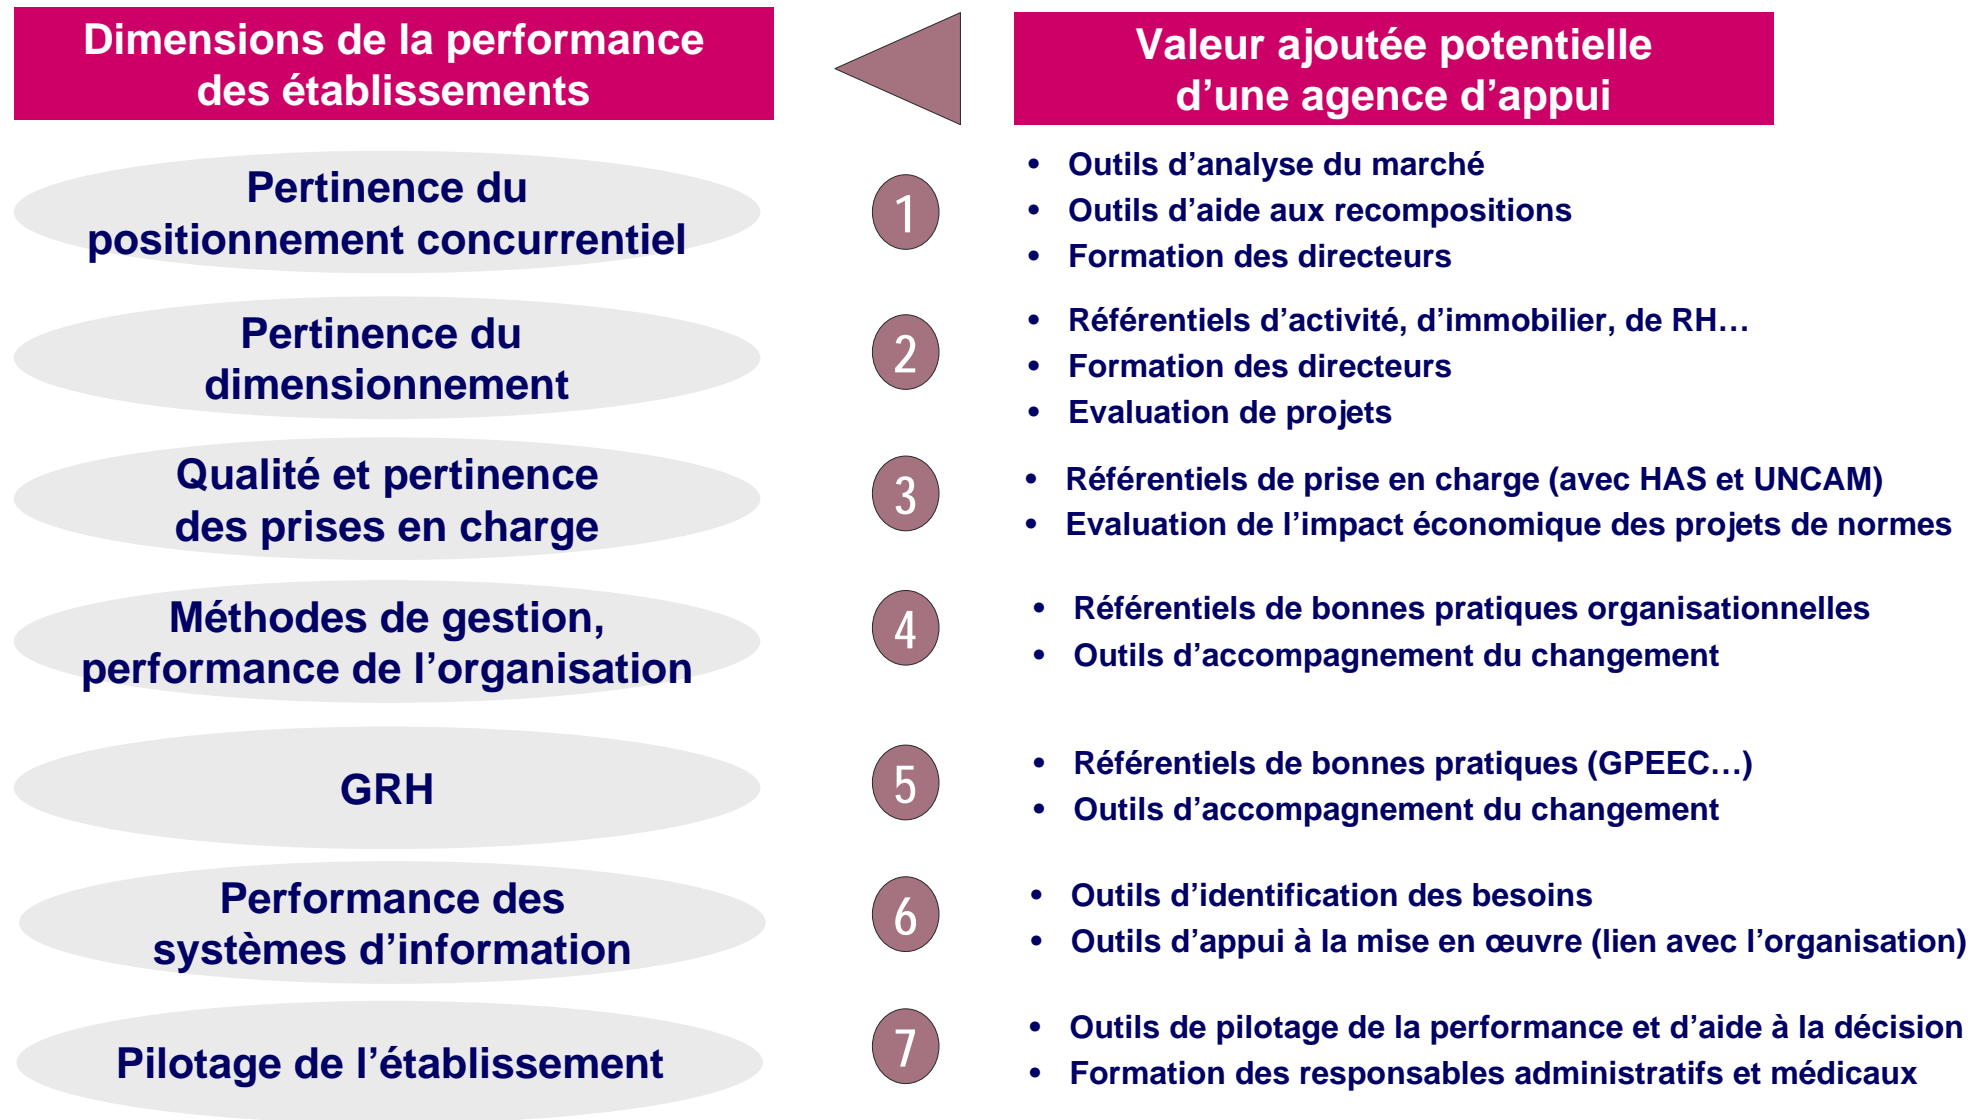 Dimensions de la performance
des établissements
Valeur ajoutée potentielle
d’une agence d’appui
Pertinence du
positionnement concurrentiel
1
• Outils d’analyse du marché
• Outils d’aide aux recompositions
• Formation des directeurs
Pertinence du
dimensionnement
2
• Référentiels d’activité, d’immobilier, de RH…
• Formation des directeurs
• Evaluation de projets
Qualité et pertinence
des prises en charge
3
• Référentiels de prise en charge (avec HAS et UNCAM)
• Evaluation de l’impact économique des projets de normes
Méthodes de gestion,
performance de l’organisation
4
• Référentiels de bonnes pratiques organisationnelles
• Outils d’accompagnement du changement
GRH
5
• Référentiels de bonnes pratiques (GPEEC…)
• Outils d’accompagnement du changement
Performance des
systèmes d’information
6
• Outils d’identification des besoins
• Outils d’appui à la mise en œuvre (lien avec l’organisation)
Pilotage de l’établissement
7
• Outils de pilotage de la performance et d’aide à la décision
• Formation des responsables administratifs et médicaux